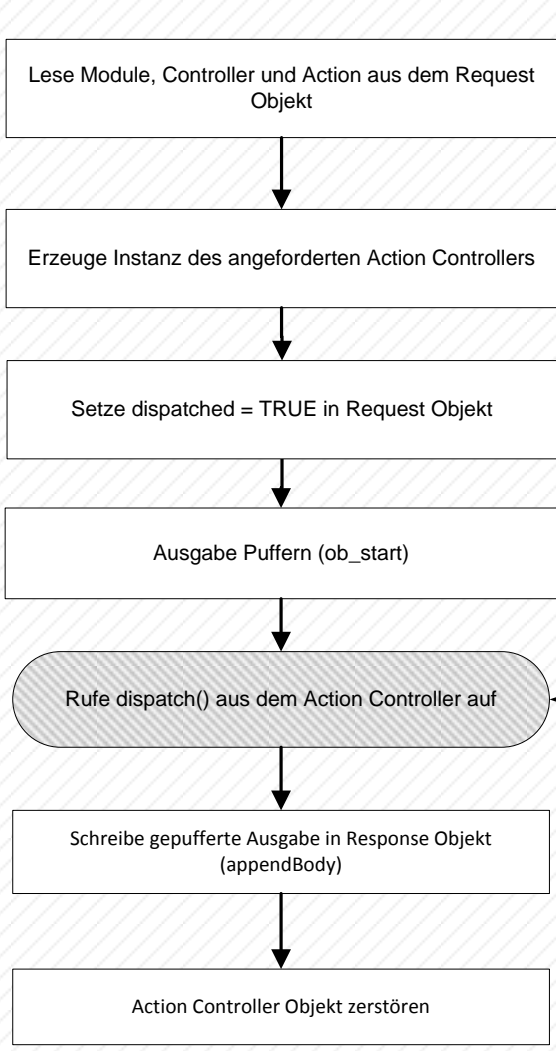 Lese Module, Controller und Action aus dem Request
Objekt
Erzeuge Instanz des angeforderten Action Controllers
Setze dispatched = TRUE in Request Objekt
Ausgabe Puffern (ob_start)
Rufe dispatch() aus dem Action Controller auf
Schreibe gepufferte Ausgabe in Response Objekt
(appendBody)
Action Controller Objekt zerstören